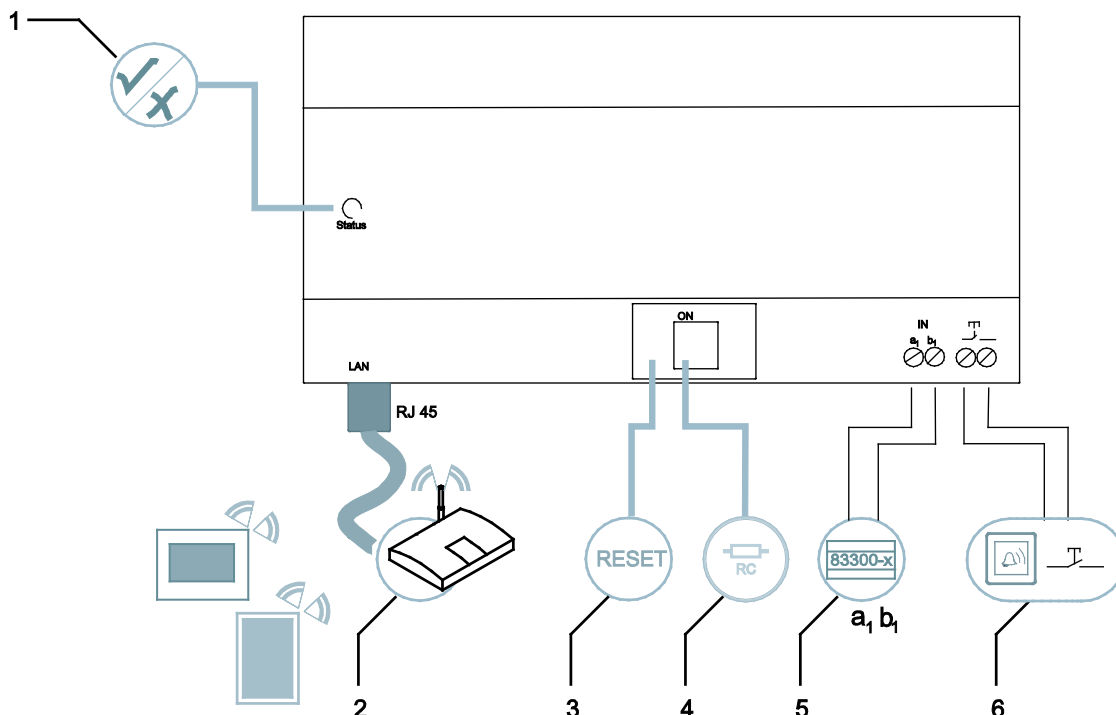 1
Status
ON
IN
a₁ b₁
LAN
RJ 45
RESET
RC
83300-x
a₁ b₁
2
3
4
5
6